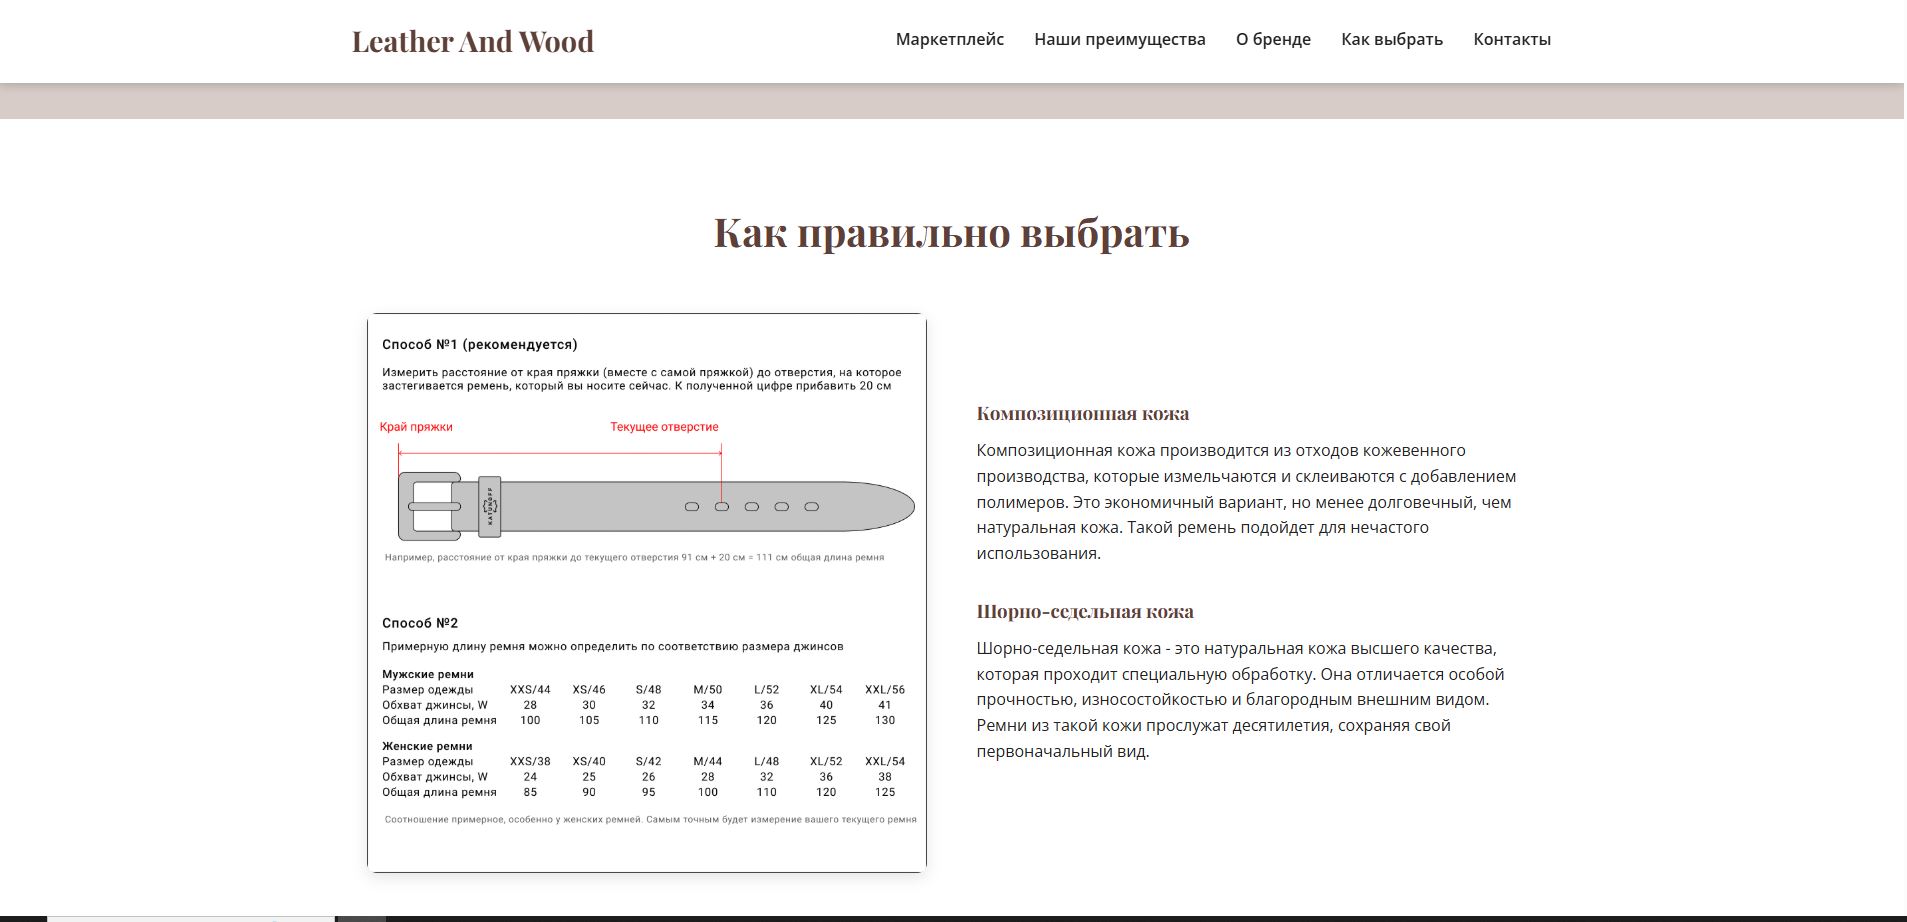 Leather And Wood
Маркетплейс
Наши преимущества
О бренде
Как выбрать
Контакты
Как правильно выбрать
Способ №1 (рекомендуется)
Измерить расстояние от края пряжки (вместе с самой пряжкой) до отверстия, на которое
застегивается ремень, который вы носите сейчас. К полученной цифре прибавить 20 см
Край пряжки
Текущее отверстие
KATUNOFF
Например, расстояние от края пряжки до текущего отверстия 91 см + 20 см = 111 см общая длина ремня
Способ №2
Примерную длину ремня можно определить по соответствию размера джинсов
Мужские ремни
Размер одежды XXS/44 XS/46 S/48 M/50 L/52 XL/54 XXL/56
Обхват джинсы, W 28 30 32 34 36 40 41
Общая длина ремня 100 105 110 115 120 125 130
Женские ремни
Размер одежды XXS/38 XS/40 S/42 M/44 L/48 XL/52 XXL/54
Обхват джинсы, W 24 25 26 28 32 36 38
Общая длина ремня 85 90 95 100 110 120 125
Соотношение примерное, особенно у женских ремней. Самым точным будет измерение вашего текущего ремня
Композиционная кожа
Композиционная кожа производится из отходов кожевенного
производства, которые измельчаются и склеиваются с добавлением
полимеров. Это экономичный вариант, но менее долговечный, чем
натуральная кожа. Такой ремень подойдет для нечастого
использования.
Шорно-седельная кожа
Шорно-седельная кожа - это натуральная кожа высшего качества,
которая проходит специальную обработку. Она отличается особой
прочностью, износостойкостью и благородным внешним видом.
Ремни из такой кожи прослужат десятилетия, сохраняя свой
первоначальный вид.